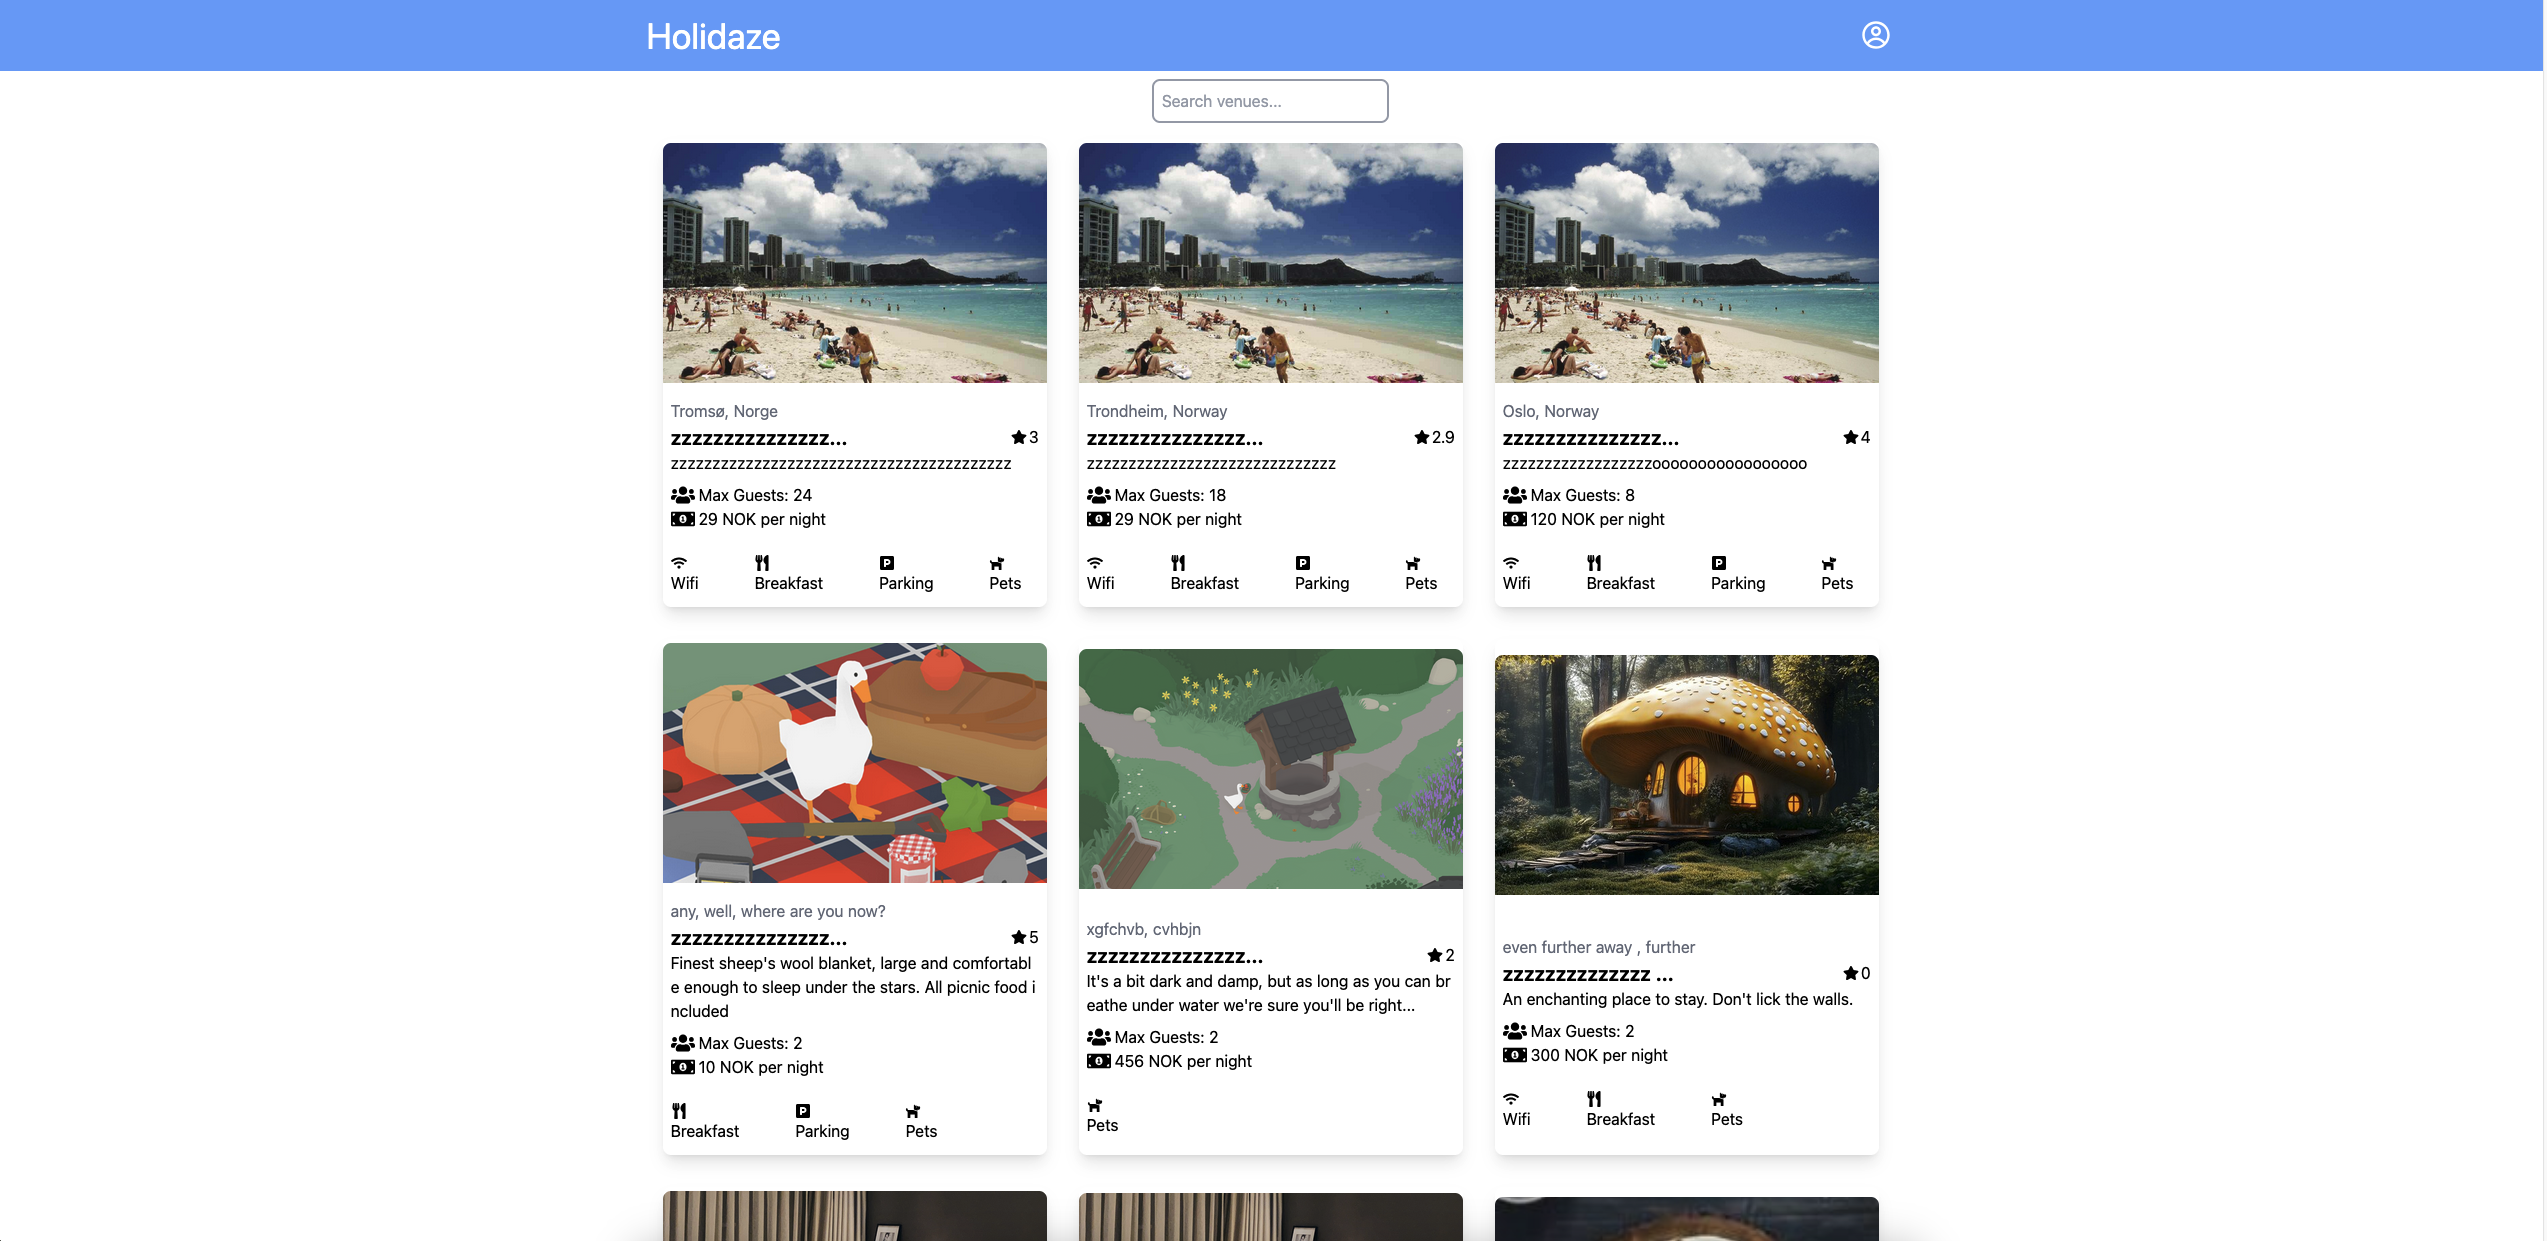 Holidaze
Search venues...
Tromsø, Norge
zzzzzzzzzzzzzzz...
3
zzzzzzzzzzzzzzzzzzzzzzzzzzzzzzzzzzzzzzzzz
Max Guests: 24
29 NOK per night
Wifi
Breakfast
Parking
Pets
Trondheim, Norway
zzzzzzzzzzzzzzz...
2.9
zzzzzzzzzzzzzzzzzzzzzzzzzzzzzz
Max Guests: 18
29 NOK per night
Wifi
Breakfast
Parking
Pets
Oslo, Norway
zzzzzzzzzzzzzzz...
4
zzzzzzzzzzzzzzzzzzooooooooooooooooo
Max Guests: 8
120 NOK per night
Wifi
Breakfast
Parking
Pets
any, well, where are you now?
zzzzzzzzzzzzzzz...
5
Finest sheep's wool blanket, large and comfortabl
e enough to sleep under the stars. All picnic food i
ncluded
Max Guests: 2
10 NOK per night
Breakfast
Parking
Pets
xgfchvb, cvhbjn
zzzzzzzzzzzzzzz...
2
It's a bit dark and damp, but as long as you can br
eathe under water we're sure you'll be right...
Max Guests: 2
456 NOK per night
Pets
even further away , further
zzzzzzzzzzzzzz ...
0
An enchanting place to stay. Don't lick the walls.
Max Guests: 2
300 NOK per night
Wifi
Breakfast
Pets